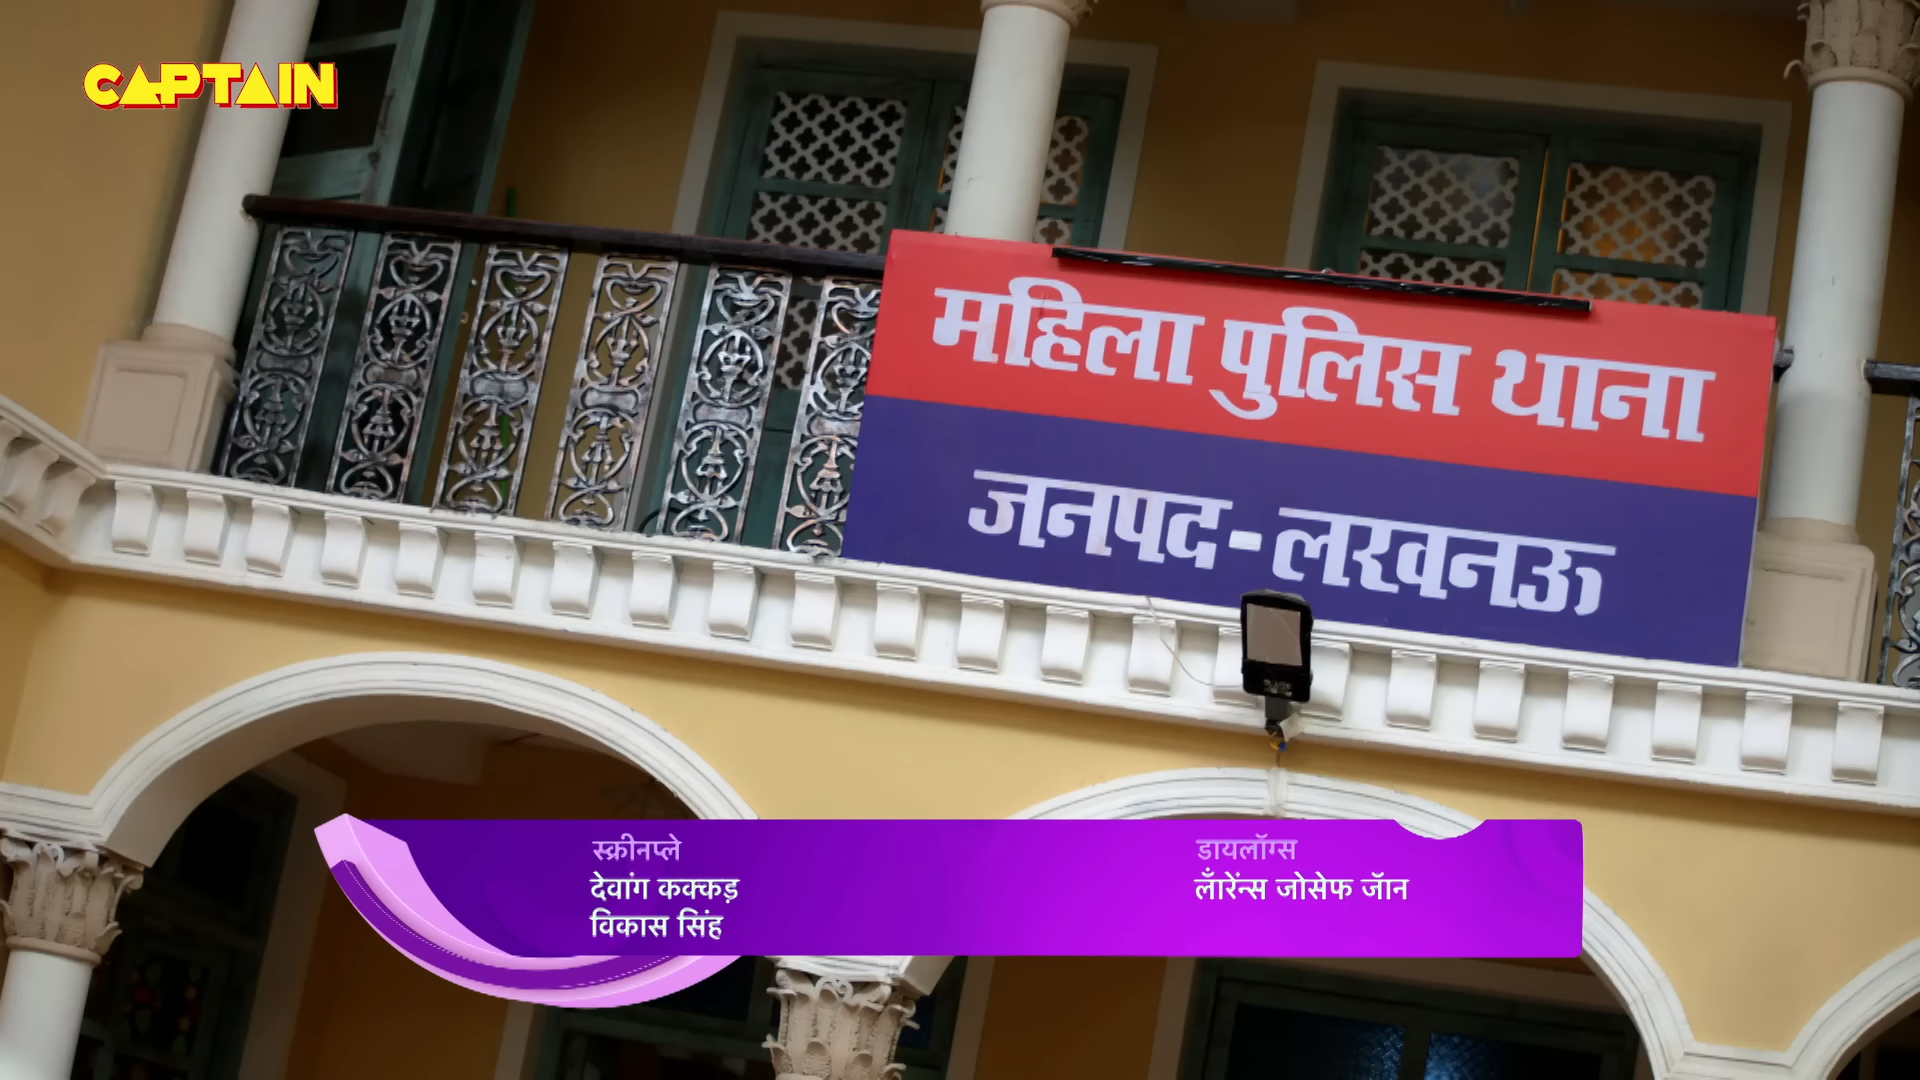 CAPTAIN
महिला पुलिस थाना
जनपद-लखनऊ
स्क्रीनप्ले
देवांग कक्कड़
विकास सिंह
डायलॉग्स
लॉरेंन्स जोसेफ जॅान